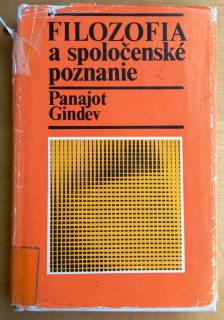 FILOZOFIA
a spoločenské
poznanie
Panajot
Gindev